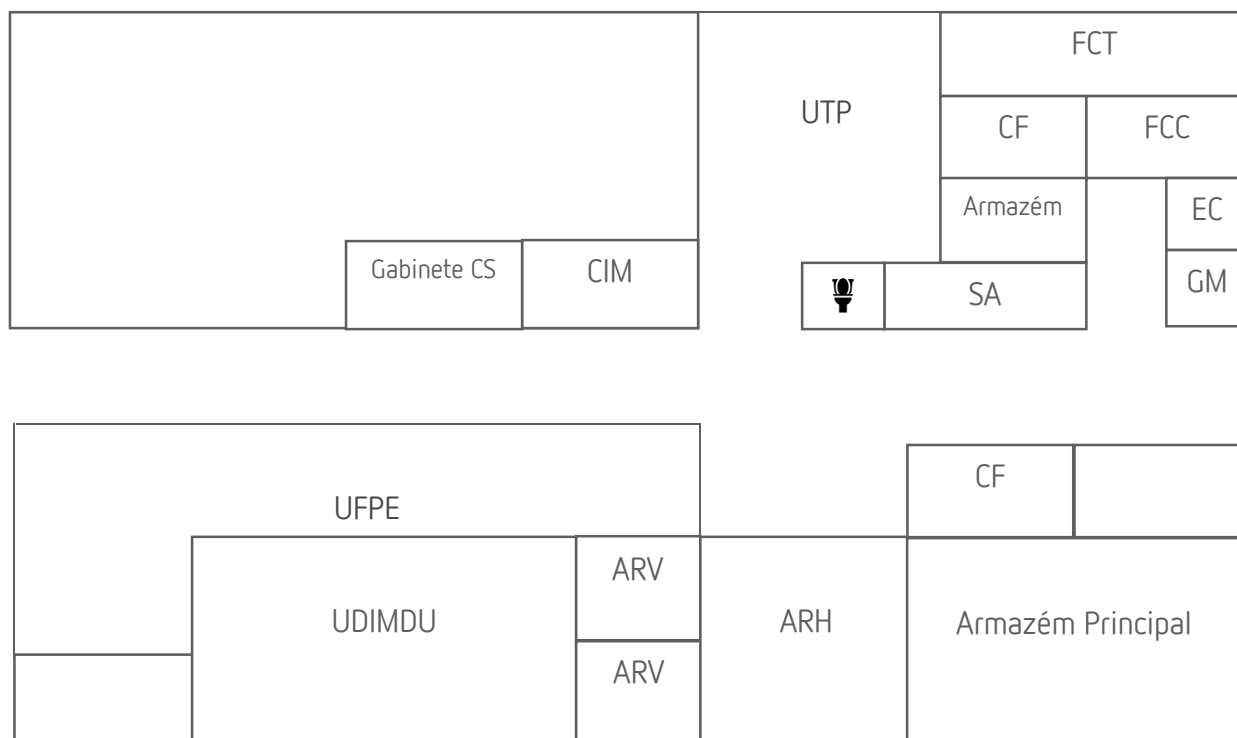 FCT
UTP
CF
FCC
Armazém
EC
Gabinete CS
CIM
SA
GM
CF
UFPE
ARV
UDIMDU
ARH
Armazém Principal
ARV